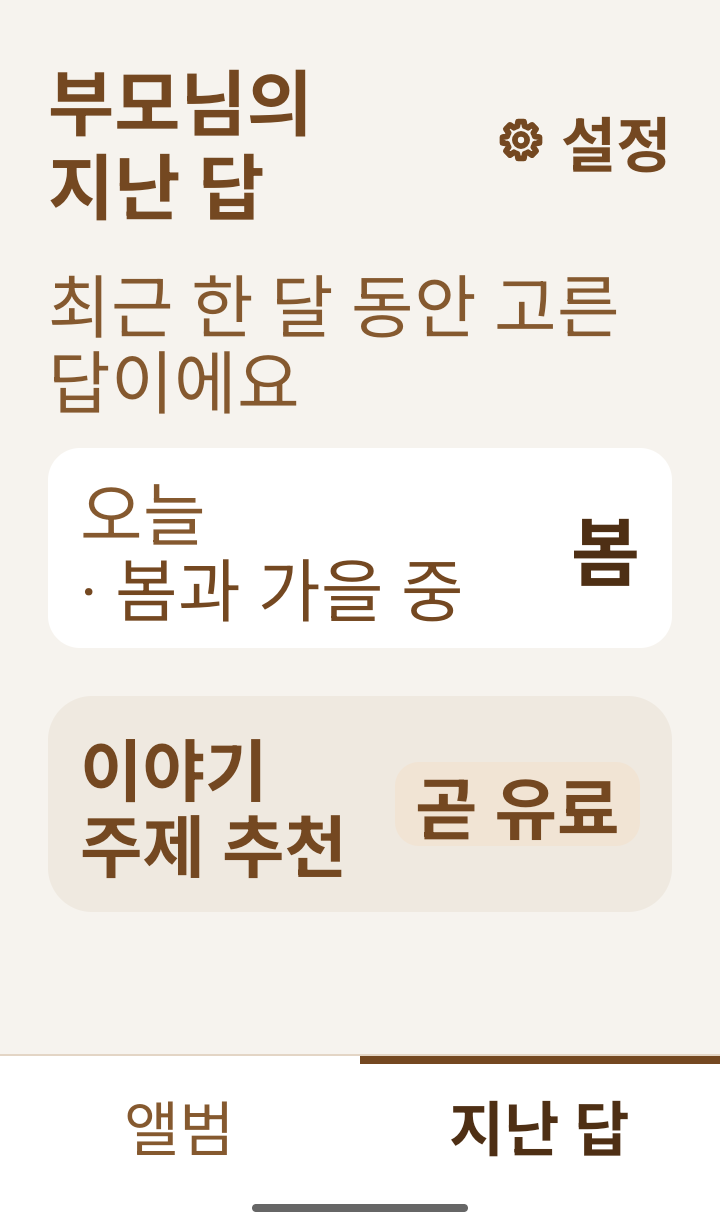 부모님의
지난 답
설정
최근 한 달 동안 고른
답이에요
오늘
· 봄과 가을 중
봄
이야기
주제 추천
곧 유료
앨범
지난 답